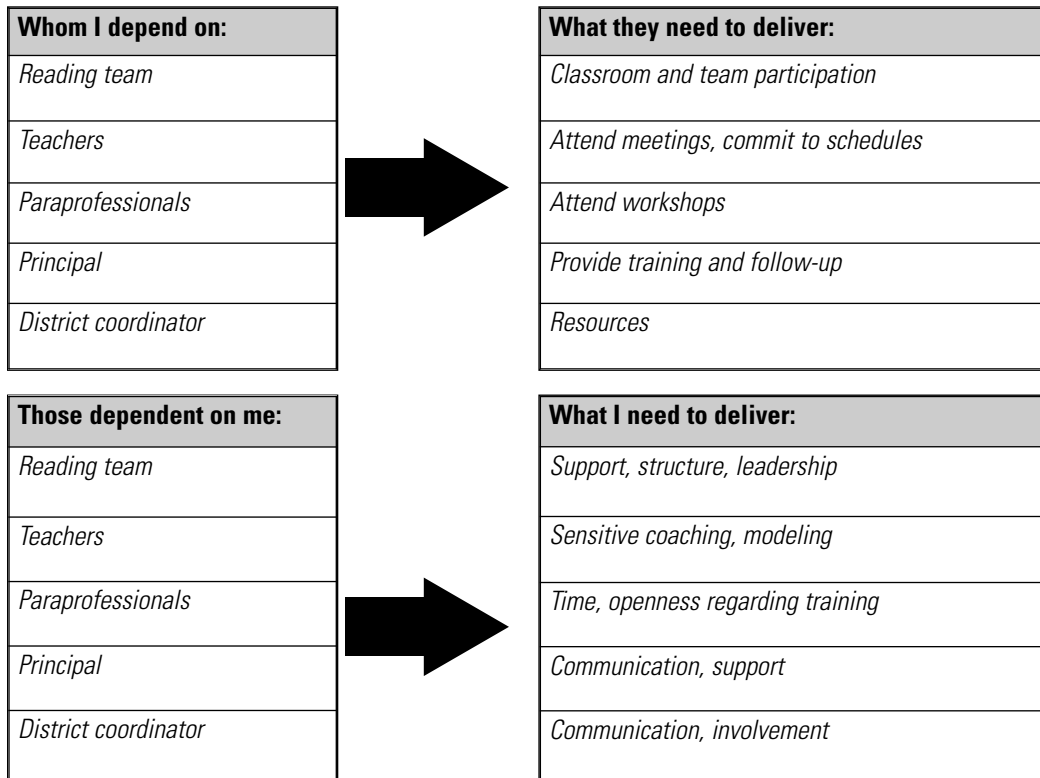 Whom I depend on:
Reading team
Teachers
Paraprofessionals
Principal
District coordinator
What they need to deliver:
Classroom and team participation
Attend meetings, commit to schedules
Attend workshops
Provide training and follow-up
Resources
Those dependent on me:
Reading team
Teachers
Paraprofessionals
Principal
District coordinator
What I need to deliver:
Support, structure, leadership
Sensitive coaching, modeling
Time, openness regarding training
Communication, support
Communication, involvement